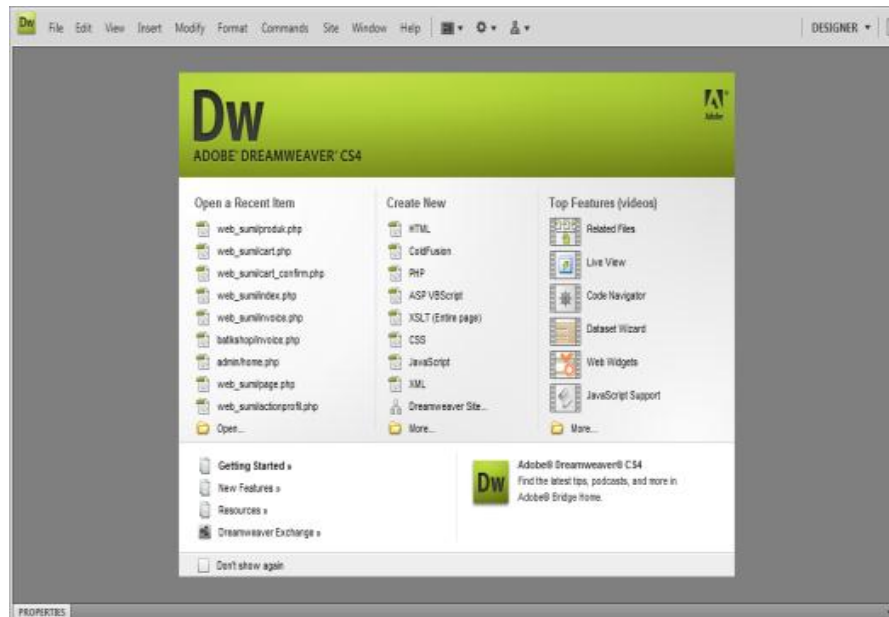 Dw File Edit View Insert Modify Format Commands Site Window Help DESIGNER
Dw
Adobe
ADOBE® DREAMWEAVER® CS4
Open a Recent Item
web_sumi/produk.php
web_sumi/cart.php
web_sumi/cart_confirm.php
web_sumi/index.php
web_sumi/invoice.php
batikshop/invoice.php
admin/home.php
web_sumi/page.php
web_sumi/actionprofil.php
Open...
Create New
HTML
ColdFusion
PHP
ASP VBScript
XSLT (Entire page)
CSS
JavaScript
XML
Dreamweaver Site...
More...
Top Features (videos)
Related Files
Live View
Code Navigator
Dataset Wizard
Web Widgets
JavaScript Support
More...
Getting Started »
New Features »
Resources »
Dreamweaver Exchange »
Dw
Adobe® Dreamweaver® CS4
Find the latest tips, podcasts, and more in
Adobe® Bridge Home.
Don't show again
PROPERTIES